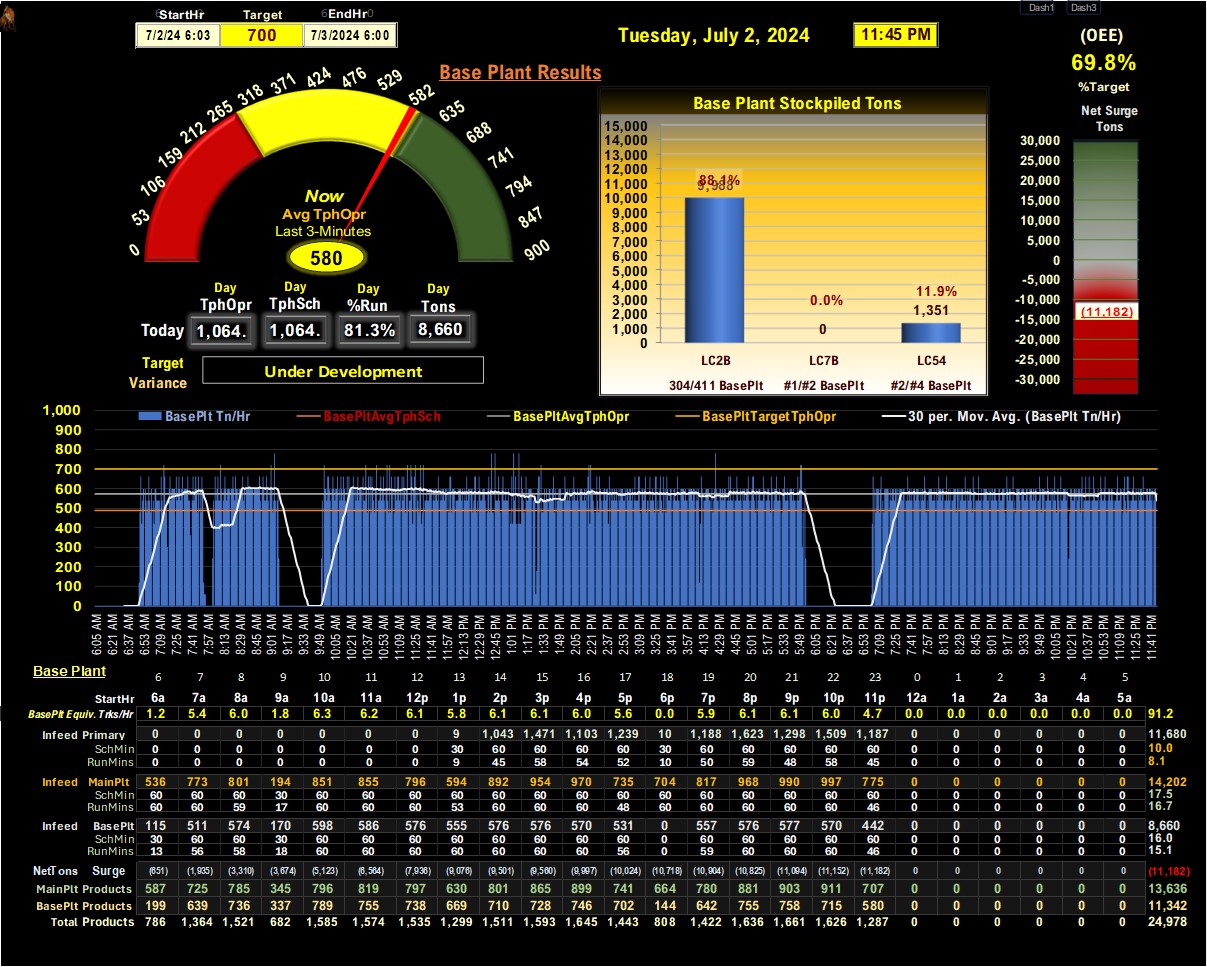 StartHr Target EndHr
7/2/24 6:03 700 7/3/2024 6:00
Tuesday, July 2, 2024 11:45 PM
Dash1 Dash3
(OEE)
69.8%
%Target
Net Surge
Tons
30,000
25,000
20,000
15,000
10,000
5,000
0
-5,000
-10,000
(11,182)
-15,000
-20,000
-25,000
-30,000
Base Plant Results
0 53 106 159 212 265 318 371 424 476 529 582 635 688 741 794 847 900
Now
Avg TphOpr
Last 3-Minutes
580
Day Day Day Day
TphOpr TphSch %Run Tons
Today 1,064. 1,064. 81.3% 8,660
Target
Variance
Under Development
Base Plant Stockpiled Tons
15,000
14,000
13,000
12,000
11,000
10,000
9,000
8,000
7,000
6,000
5,000
4,000
3,000
2,000
1,000
0
88.1%
9,988
0.0%
0
11.9%
1,351
LC2B LC7B LC54
304/411 BasePlt #1/#2 BasePlt #2/#4 BasePlt
BasePlt Tn/Hr BasePltAvgTphSch BasePltAvgTphOpr BasePltTargetTphOpr 30 per. Mov. Avg. (BasePlt Tn/Hr)
1,000
900
800
700
600
500
400
300
200
100
0
6:05 AM 6:21 AM 6:37 AM 6:53 AM 7:09 AM 7:25 AM 7:41 AM 7:57 AM 8:13 AM 8:29 AM 8:45 AM 9:01 AM 9:17 AM 9:33 AM 9:49 AM 10:05 AM 10:21 AM 10:37 AM 10:53 AM 11:09 AM 11:25 AM 11:41 AM 11:57 AM 12:13 PM 12:29 PM 12:45 PM 1:01 PM 1:17 PM 1:33 PM 1:49 PM 2:05 PM 2:21 PM 2:37 PM 2:53 PM 3:09 PM 3:25 PM 3:41 PM 3:57 PM 4:13 PM 4:29 PM 4:45 PM 5:01 PM 5:17 PM 5:33 PM 5:49 PM 6:05 PM 6:21 PM 6:37 PM 6:53 PM 7:09 PM 7:25 PM 7:41 PM 7:57 PM 8:13 PM 8:29 PM 8:45 PM 9:01 PM 9:17 PM 9:33 PM 9:49 PM 10:05 PM 10:21 PM 10:37 PM 10:53 PM 11:09 PM 11:25 PM 11:41 PM
Base Plant
6 7 8 9 10 11 12 13 14 15 16 17 18 19 20 21 22 23 0 1 2 3 4 5
StartHr 6a 7a 8a 9a 10a 11a 12p 1p 2p 3p 4p 5p 6p 7p 8p 9p 10p 11p 12a 1a 2a 3a 4a 5a
BasePlt Equiv. Trks/Hr 1.2 5.4 6.0 1.8 6.3 6.2 6.1 5.8 6.1 6.1 6.0 5.6 0.0 5.9 6.1 6.1 6.0 4.7 0.0 0.0 0.0 0.0 0.0 0.0 91.2
Infeed Primary 0 0 0 0 0 0 0 9 1,043 1,471 1,103 1,239 10 1,188 1,623 1,298 1,509 1,187 0 0 0 0 0 0 11,680
SchMin 0 0 0 0 0 0 0 30 60 60 60 60 30 60 60 60 60 60 0 0 0 0 0 0 10.0
RunMins 0 0 0 0 0 0 0 9 45 58 54 52 10 50 59 48 58 45 0 0 0 0 0 0 8.1
Infeed MainPlt 536 773 801 194 851 855 796 594 892 954 970 735 704 817 968 990 997 775 0 0 0 0 0 0 14,202
SchMin 60 60 60 30 60 60 60 60 60 60 60 60 60 60 60 60 60 60 0 0 0 0 0 0 17.5
RunMins 60 60 59 17 60 60 60 53 60 60 60 48 60 60 60 60 60 46 0 0 0 0 0 0 16.7
Infeed BasePlt 115 511 574 170 598 586 576 555 576 576 570 531 0 557 576 577 570 442 0 0 0 0 0 0 8,660
SchMin 30 60 60 30 60 60 60 60 60 60 60 60 0 60 60 60 60 60 0 0 0 0 0 0 16.0
RunMins 13 56 58 18 60 60 60 60 60 60 60 56 0 59 60 60 60 46 0 0 0 0 0 0 15.1
NetTons Surge (651) (1,935) (3,310) (3,674) (5,123) (6,564) (7,936) (9,076) (9,501) (9,560) (9,997) (10,024) (10,718) (10,904) (10,825) (11,094) (11,152) (11,182) 0 0 0 0 0 0 (11,182)
MainPlt Products 587 725 785 345 796 819 797 630 801 865 899 741 664 780 881 903 911 707 0 0 0 0 0 0 13,636
BasePlt Products 199 639 736 337 789 755 738 669 710 728 746 702 144 642 755 758 715 580 0 0 0 0 0 0 11,342
Total Products 786 1,364 1,521 682 1,585 1,574 1,535 1,299 1,511 1,593 1,645 1,443 808 1,422 1,636 1,661 1,626 1,287 0 0 0 0 0 0 24,978